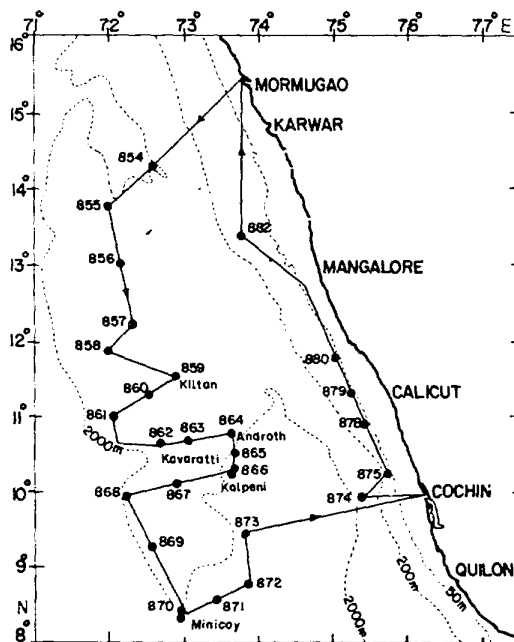 71° 72° 73° 74° 75° 76° 77° E
16°
MORMUGAO
15°
KARWAR
854
14°
855
882
856
13°
MANGALORE
857
12°
858
880
859
Kiltan
860
879
CALICUT
861
11°
864
878
862
863
Androth
2000m
865
Kavaratti
866
875
Kalpeni
867
868
10°
874
COCHIN
873
869
9°
200m
50m
872
QUILON
870
871
2000m
N
Minicoy
8°